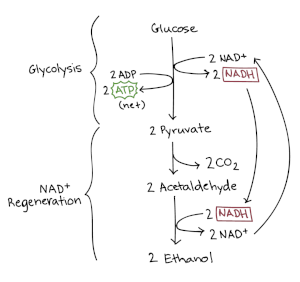 Glucose
Glycolysis
2 ADP
2 ATP
(net)
2 NAD+
2 NADH
2 Pyruvate
2 CO2
2 Acetaldehyde
NAD+
Regeneration
2 NADH
2 NAD+
2 Ethanol